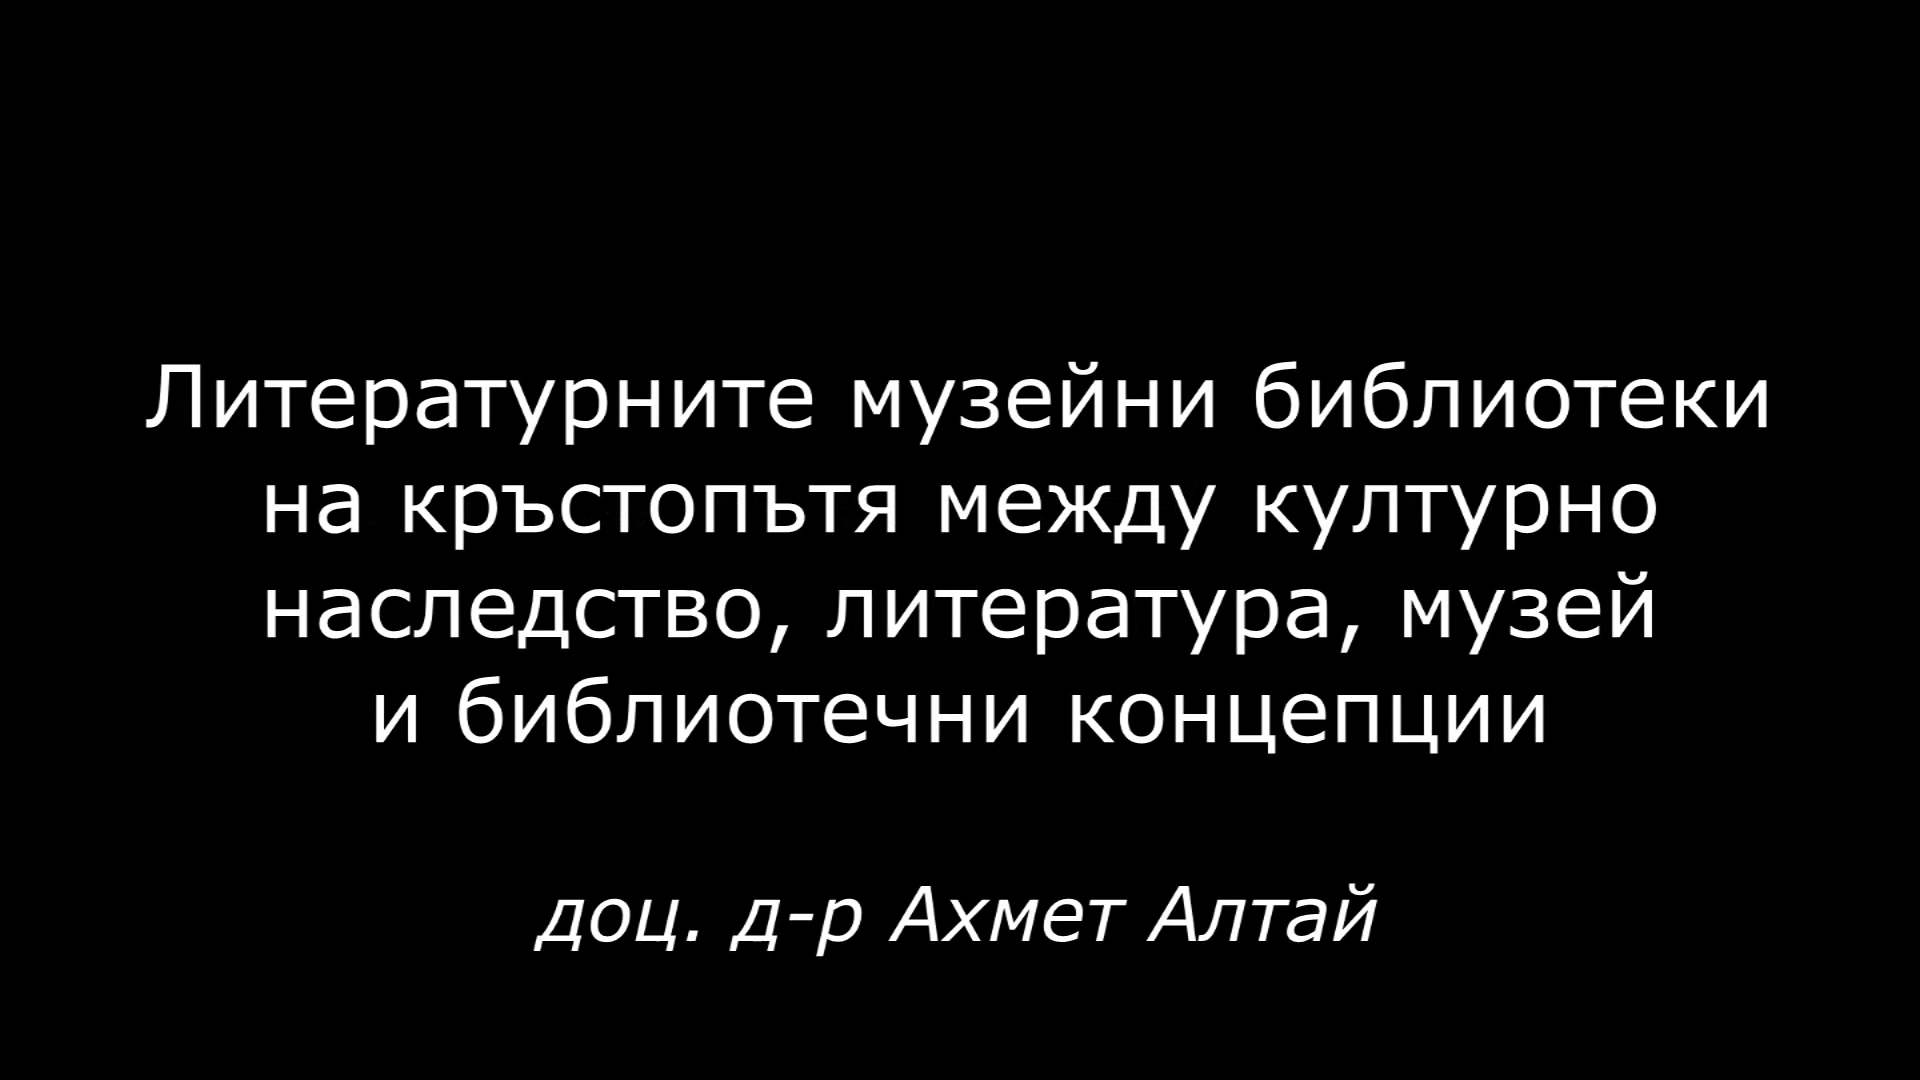 Литературните музейни библиотеки
на кръстопътя между културно
наследство, литература, музей
и библиотечни концепции
доц. д-р Ахмет Алтай